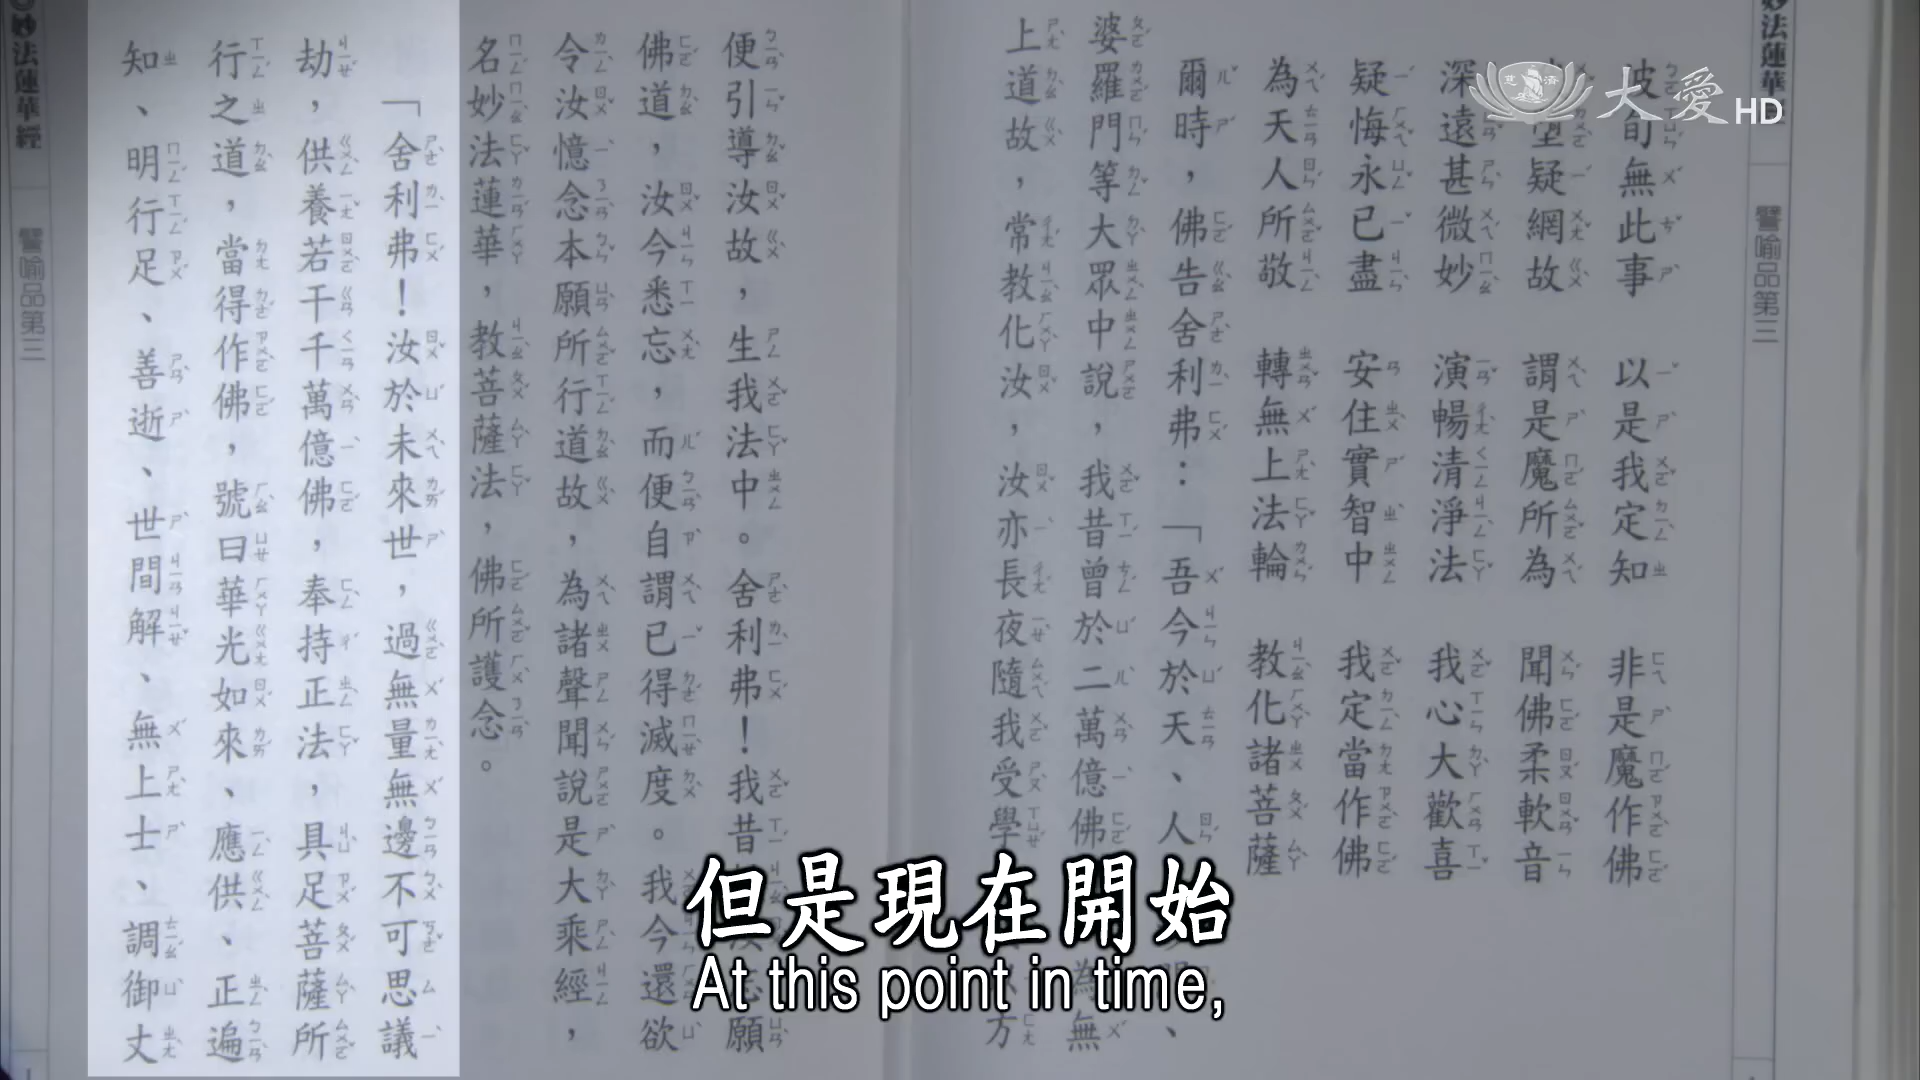 妙法蓮華經
譬喻品第三
大愛HD
波旬無此事 以是我定知 非是魔作佛
墮疑網故 謂是魔所為 聞佛柔軟音
深遠甚微妙 演暢清淨法 我心大歡喜
疑悔永已盡 安住實智中 我定當作佛
為天人所敬 轉無上法輪 教化諸菩薩
爾時，佛告舍利弗：「吾今於天、人、
婆羅門等大眾中說，我昔曾於二萬億佛 為無
上道故，常教化汝，汝亦長夜隨我受學 方
便引導汝故，生我法中。舍利弗！我昔 願
佛道，汝今悉忘，而便自謂已得滅度。我今還欲
令汝憶念本願所行道故，為諸聲聞說是大乘經，
名妙法蓮華，教菩薩法，佛所護念。
「舍利弗！汝於未來世，過無量無邊不可思議
劫，供養若干千萬億佛，奉持正法，具足菩薩所
行之道，當得作佛，號曰華光如來、應供、正遍
知、明行足、善逝、世間解、無上士、調御丈
妙法蓮華經
譬喻品第三
但是現在開始
At this point in time,